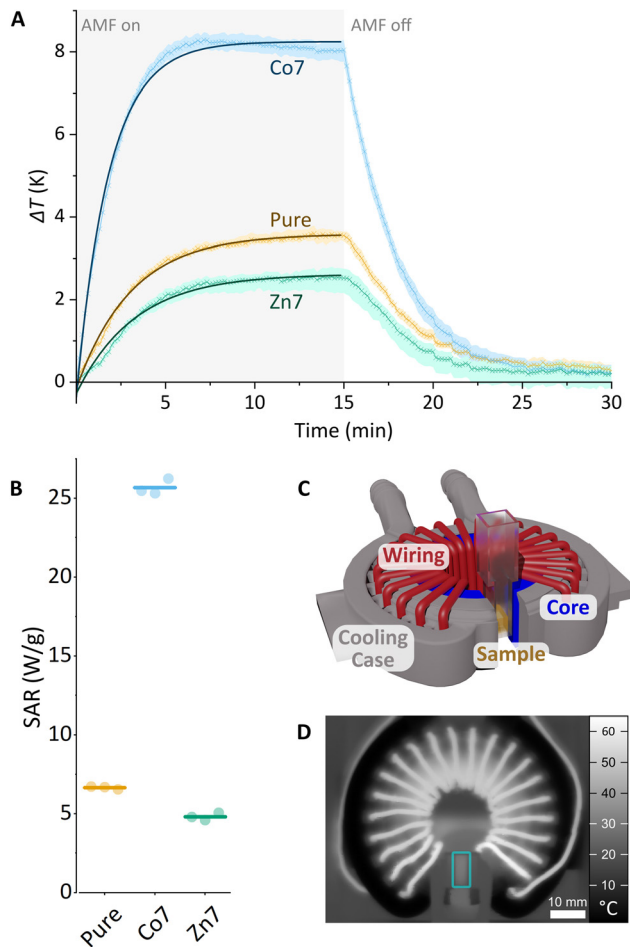 A
AMF on
AMF off
8
6
4
2
0
ΔT (K)
Co7
Pure
Zn7
5
10
15
20
25
30
Time (min)
B
25
20
15
10
5
0
SAR (W/g)
Pure
Co7
Zn7
C
Wiring
Core
Cooling
Case
Sample
D
60
50
40
30
20
10
°C
10 mm